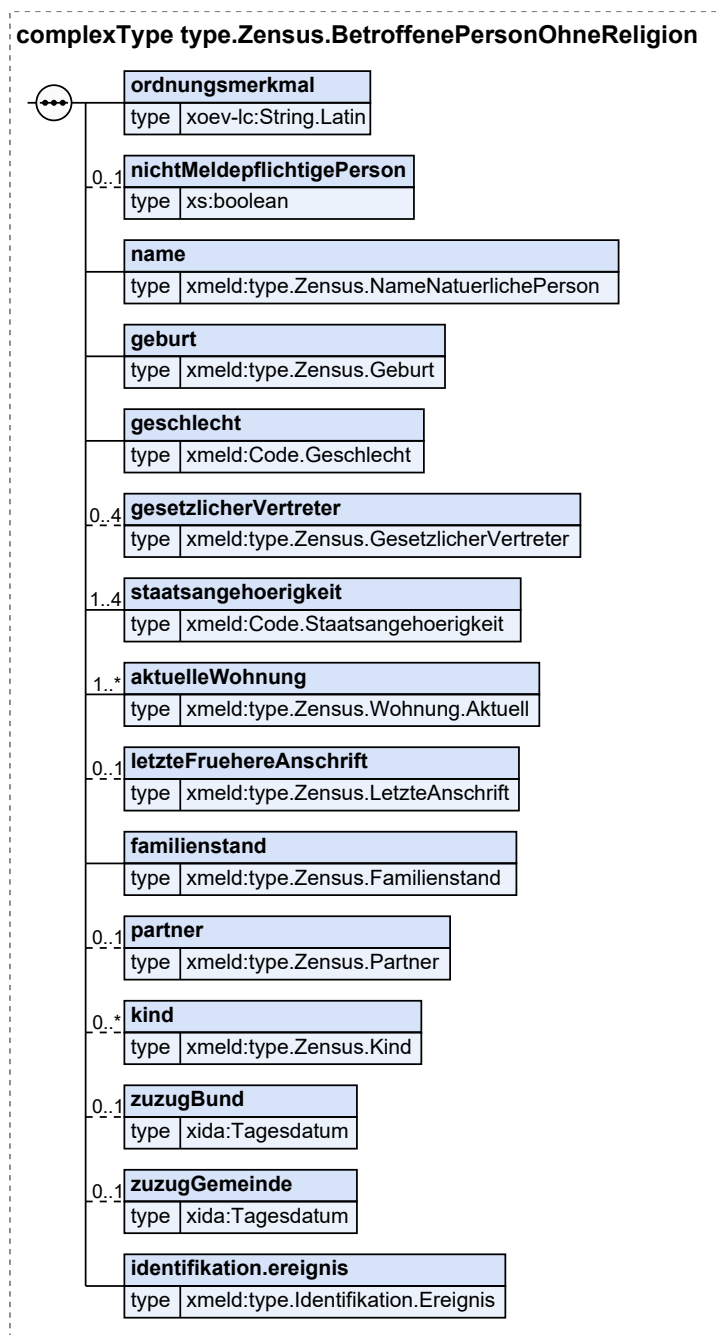 complexType type.Zensus.BetroffenePersonOhneReligion
ordnungsmerkmal
type xoev-lc:String.Latin
0..1 nichtMeldepflichtigePerson
type xs:boolean
name
type xmeld:type.Zensus.NameNatuerlichePerson
geburt
type xmeld:type.Zensus.Geburt
geschlecht
type xmeld:Code.Geschlecht
0..4 gesetzlicherVertreter
type xmeld:type.Zensus.GesetzlicherVertreter
1..4 staatsangehoerigkeit
type xmeld:Code.Staatsangehoerigkeit
1..* aktuelleWohnung
type xmeld:type.Zensus.Wohnung.Aktuell
0..1 letzteFruehereAnschrift
type xmeld:type.Zensus.LetzteAnschrift
familienstand
type xmeld:type.Zensus.Familienstand
0..1 partner
type xmeld:type.Zensus.Partner
0..* kind
type xmeld:type.Zensus.Kind
0..1 zuzugBund
type xida:Tagesdatum
0..1 zuzugGemeinde
type xida:Tagesdatum
identifikation.ereignis
type xmeld:type.Identifikation.Ereignis